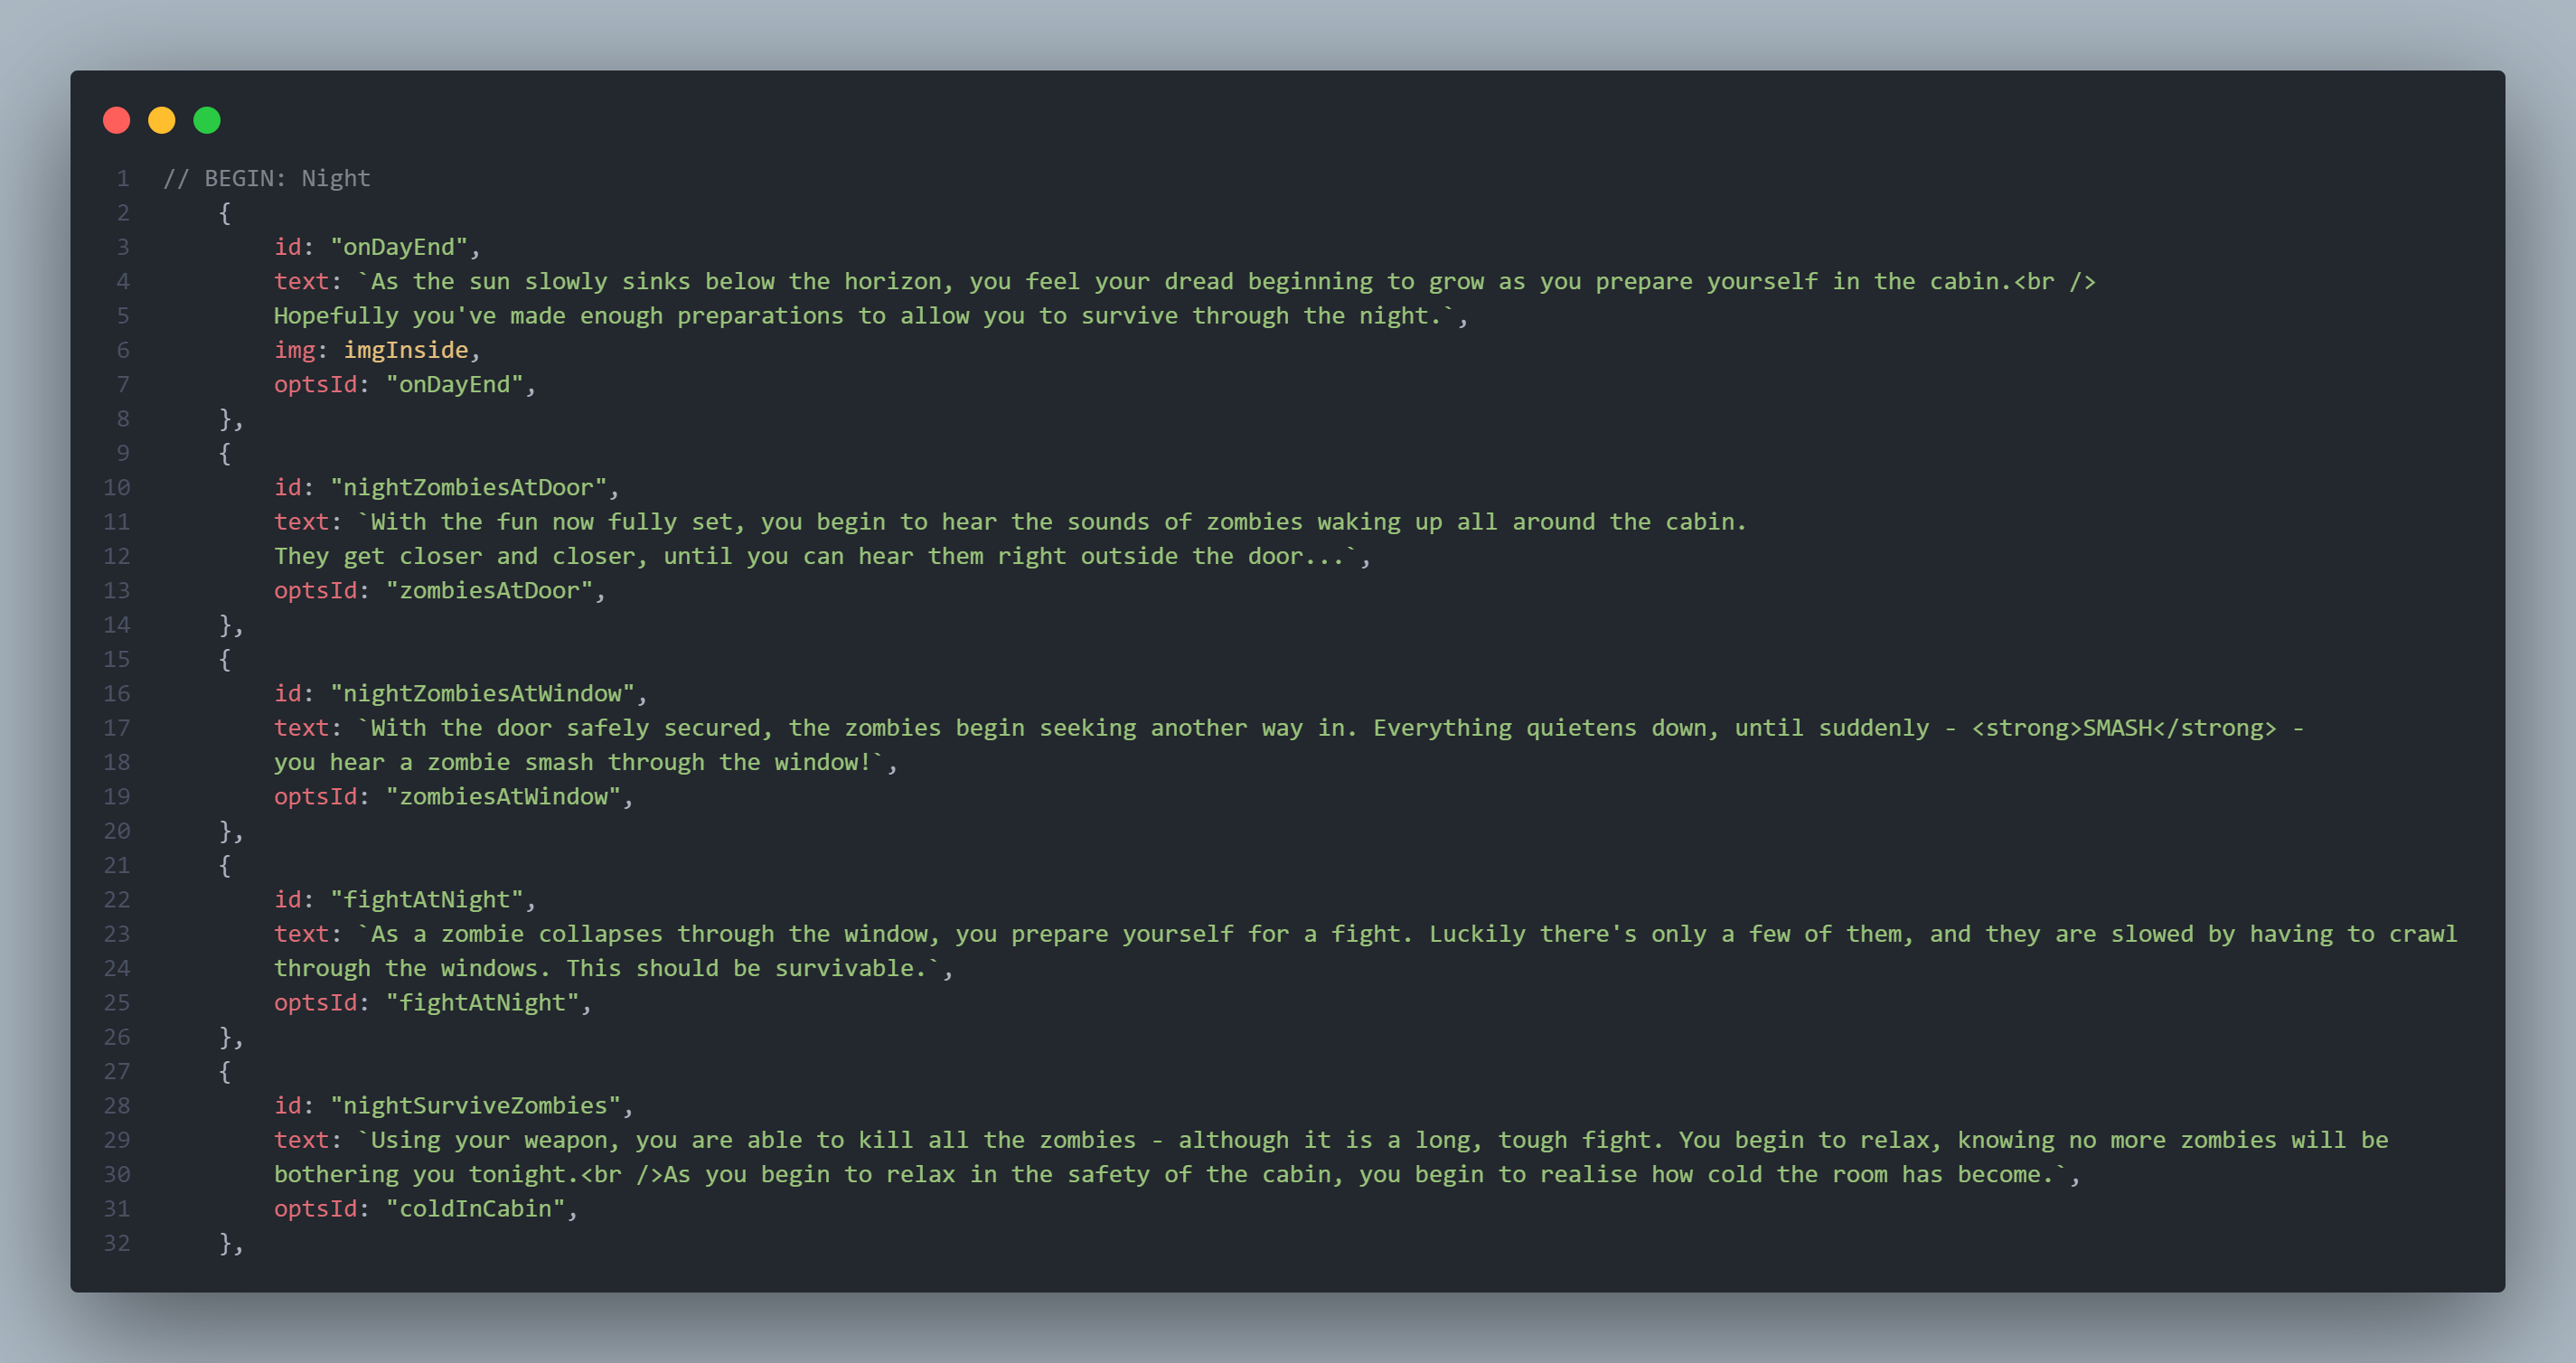 1 // BEGIN: Night
2 {
3 id: "onDayEnd",
4 text: `As the sun slowly sinks below the horizon, you feel your dread beginning to grow as you prepare yourself in the cabin.<br />
5 Hopefully you've made enough preparations to allow you to survive through the night.`,
6 img: imgInside,
7 optsId: "onDayEnd",
8 },
9 {
10 id: "nightZombiesAtDoor",
11 text: `With the fun now fully set, you begin to hear the sounds of zombies waking up all around the cabin.
12 They get closer and closer, until you can hear them right outside the door...`,
13 optsId: "zombiesAtDoor",
14 },
15 {
16 id: "nightZombiesAtWindow",
17 text: `With the door safely secured, the zombies begin seeking another way in. Everything quietens down, until suddenly - <strong>SMASH</strong> -
18 you hear a zombie smash through the window!`,
19 optsId: "zombiesAtWindow",
20 },
21 {
22 id: "fightAtNight",
23 text: `As a zombie collapses through the window, you prepare yourself for a fight. Luckily there's only a few of them, and they are slowed by having to crawl
24 through the windows. This should be survivable.`,
25 optsId: "fightAtNight",
26 },
27 {
28 id: "nightSurviveZombies",
29 text: `Using your weapon, you are able to kill all the zombies - although it is a long, tough fight. You begin to relax, knowing no more zombies will be
30 bothering you tonight.<br />As you begin to relax in the safety of the cabin, you begin to realise how cold the room has become.`,
31 optsId: "coldInCabin",
32 },